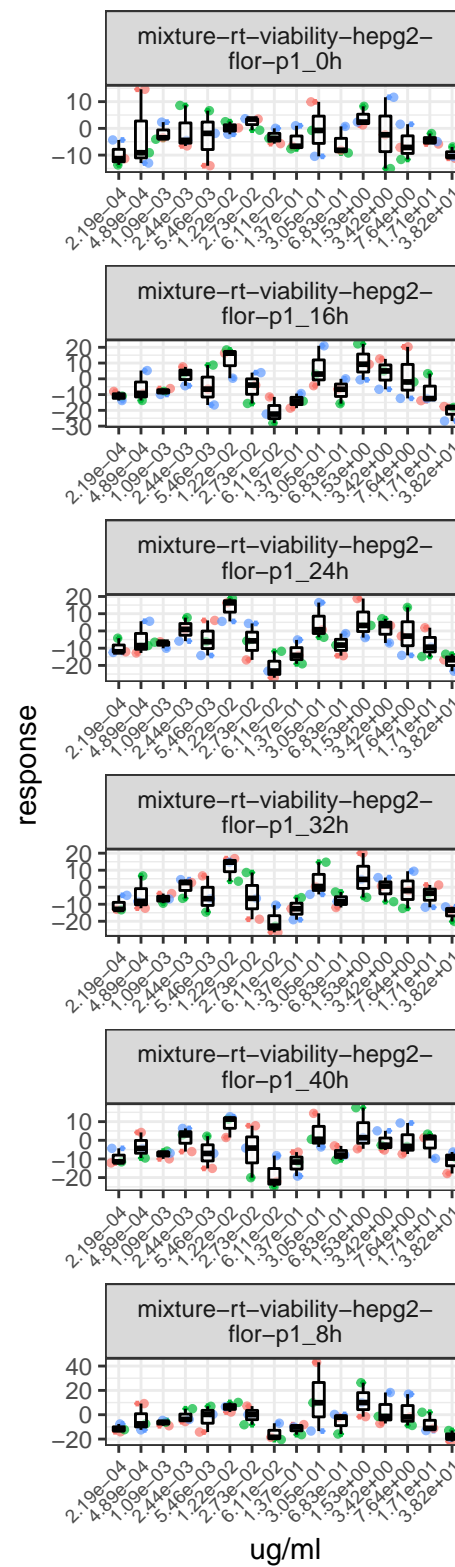 mixture−rt−viability−hepg2−
flor−p1_0h
10
0
−10
2.19e−04
4.89e−04
1.09e−03
2.44e−03
5.46e−03
1.22e−02
2.73e−02
6.11e−02
1.37e−01
3.05e−01
6.83e−01
1.53e+00
3.42e+00
7.64e+00
1.71e+01
3.82e+01
mixture−rt−viability−hepg2−
flor−p1_16h
20
10
0
−10
−20
−30
2.19e−04
4.89e−04
1.09e−03
2.44e−03
5.46e−03
1.22e−02
2.73e−02
6.11e−02
1.37e−01
3.05e−01
6.83e−01
1.53e+00
3.42e+00
7.64e+00
1.71e+01
3.82e+01
mixture−rt−viability−hepg2−
flor−p1_24h
20
10
0
−10
−20
2.19e−04
4.89e−04
1.09e−03
2.44e−03
5.46e−03
1.22e−02
2.73e−02
6.11e−02
1.37e−01
3.05e−01
6.83e−01
1.53e+00
3.42e+00
7.64e+00
1.71e+01
3.82e+01
response
mixture−rt−viability−hepg2−
flor−p1_32h
20
10
0
−10
−20
2.19e−04
4.89e−04
1.09e−03
2.44e−03
5.46e−03
1.22e−02
2.73e−02
6.11e−02
1.37e−01
3.05e−01
6.83e−01
1.53e+00
3.42e+00
7.64e+00
1.71e+01
3.82e+01
mixture−rt−viability−hepg2−
flor−p1_40h
10
0
−10
−20
2.19e−04
4.89e−04
1.09e−03
2.44e−03
5.46e−03
1.22e−02
2.73e−02
6.11e−02
1.37e−01
3.05e−01
6.83e−01
1.53e+00
3.42e+00
7.64e+00
1.71e+01
3.82e+01
mixture−rt−viability−hepg2−
flor−p1_8h
40
20
0
−20
2.19e−04
4.89e−04
1.09e−03
2.44e−03
5.46e−03
1.22e−02
2.73e−02
6.11e−02
1.37e−01
3.05e−01
6.83e−01
1.53e+00
3.42e+00
7.64e+00
1.71e+01
3.82e+01
ug/ml